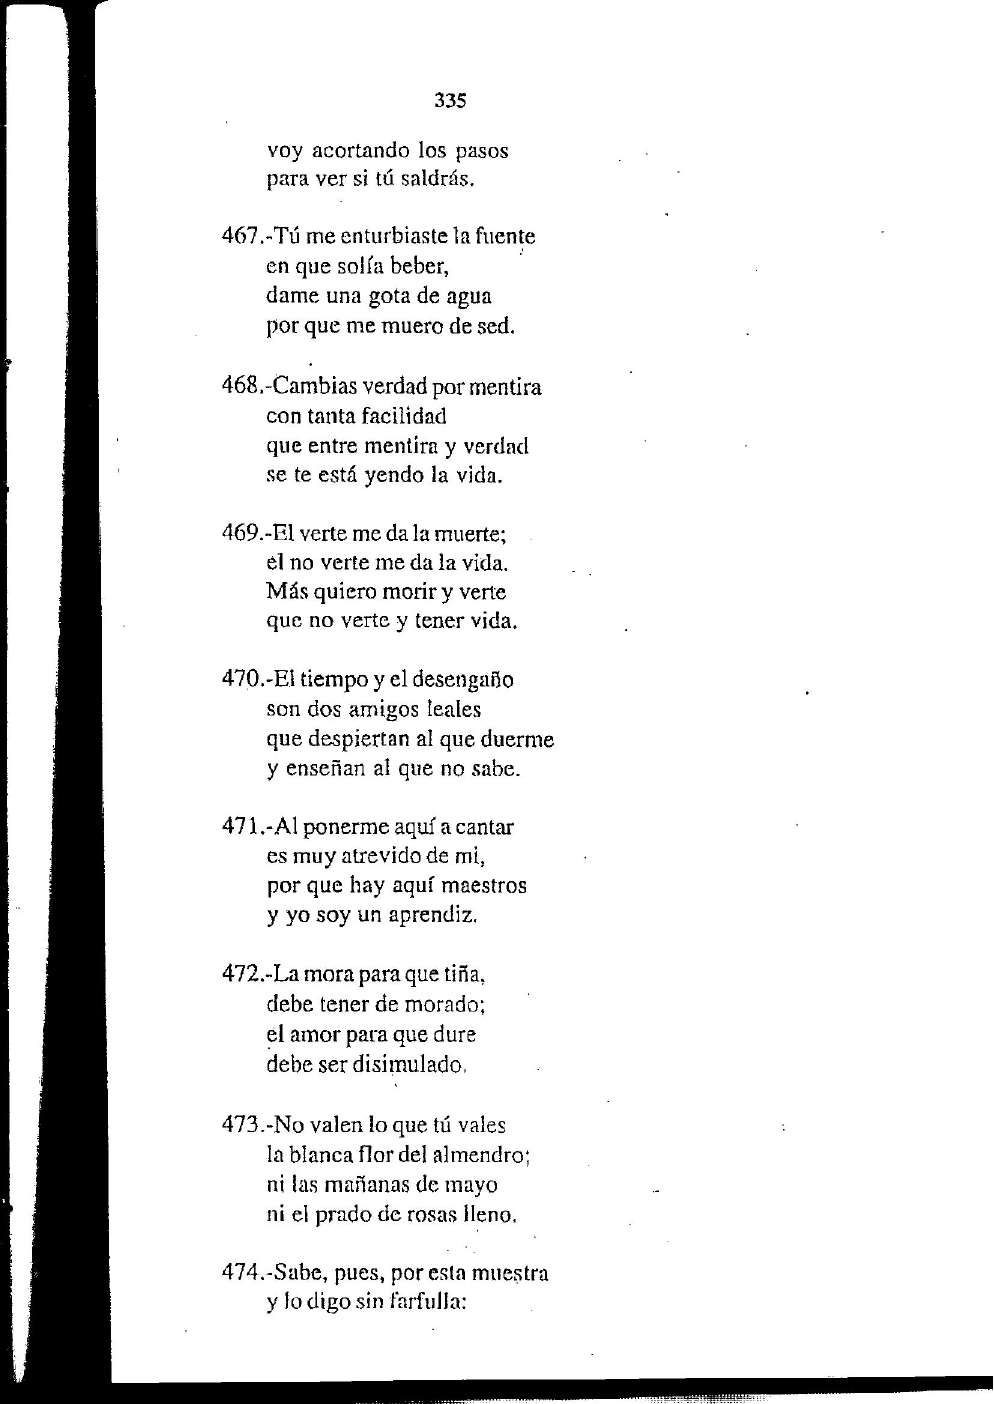 335
voy acortando los pasos
para ver si tú saldrás.
467.-Tú me enturbiaste la fuente
en que solía beber,
dame una gota de agua
por que me muero de sed.
468.-Cambias verdad por mentira
con tanta facilidad
que entre mentira y verdad
se te está yendo la vida.
469.-El verte me da la muerte;
el no verte me da la vida.
Más quiero morir y verte
que no verte y tener vida.
470.-El tiempo y el desengaño
son dos amigos leales
que despiertan al que duerme
y enseñan al que no sabe.
471.-Al ponerme aquí a cantar
es muy atrevido de mi,
por que hay aquí maestros
y yo soy un aprendiz.
472.-La mora para que tiña,
debe tener de morado;
el amor para que dure
debe ser disimulado.
473.-No valen lo que tú vales
la blanca flor del almendro;
ni las mañanas de mayo
ni el prado de rosas lleno.
474.-Sabe, pues, por esta muestra
y lo digo sin farfulla: